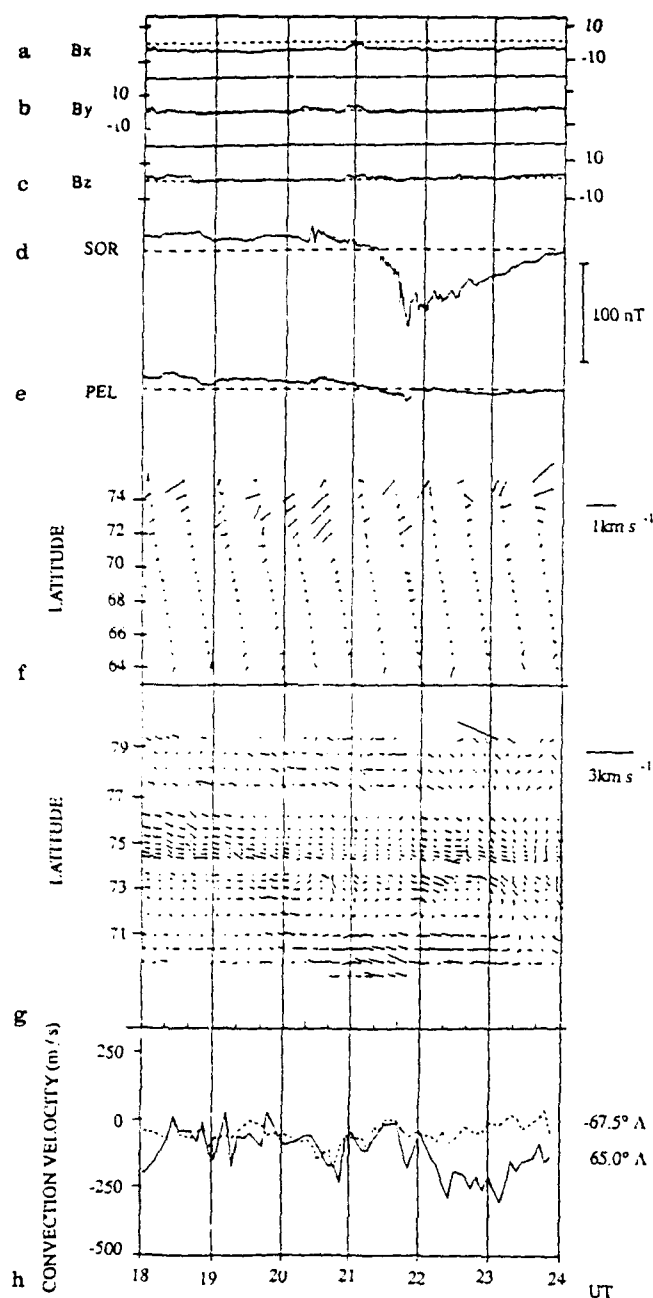 10
a Bx
-10
10
b By
-10
10
c Bz
-10
d SOR
100 nT
e PEL
74
72
70
68
66
64
LATITUDE
1km s -1
f
79
77
75
73
71
LATITUDE
3km s -1
g
250
0
-250
-500
CONVECTION VELOCITY (m / s)
-67.5° Λ
65.0° Λ
h
18 19 20 21 22 23 24
UT